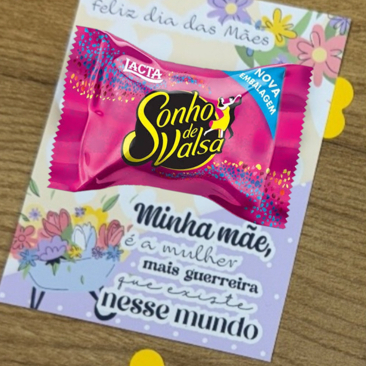 feliz dia das Mães
LACTA
NOVA
EMBALAGEM
Sonho
de
Valsa
Minha mãe,
é a mulher
mais guerreira
que existe
nesse mundo